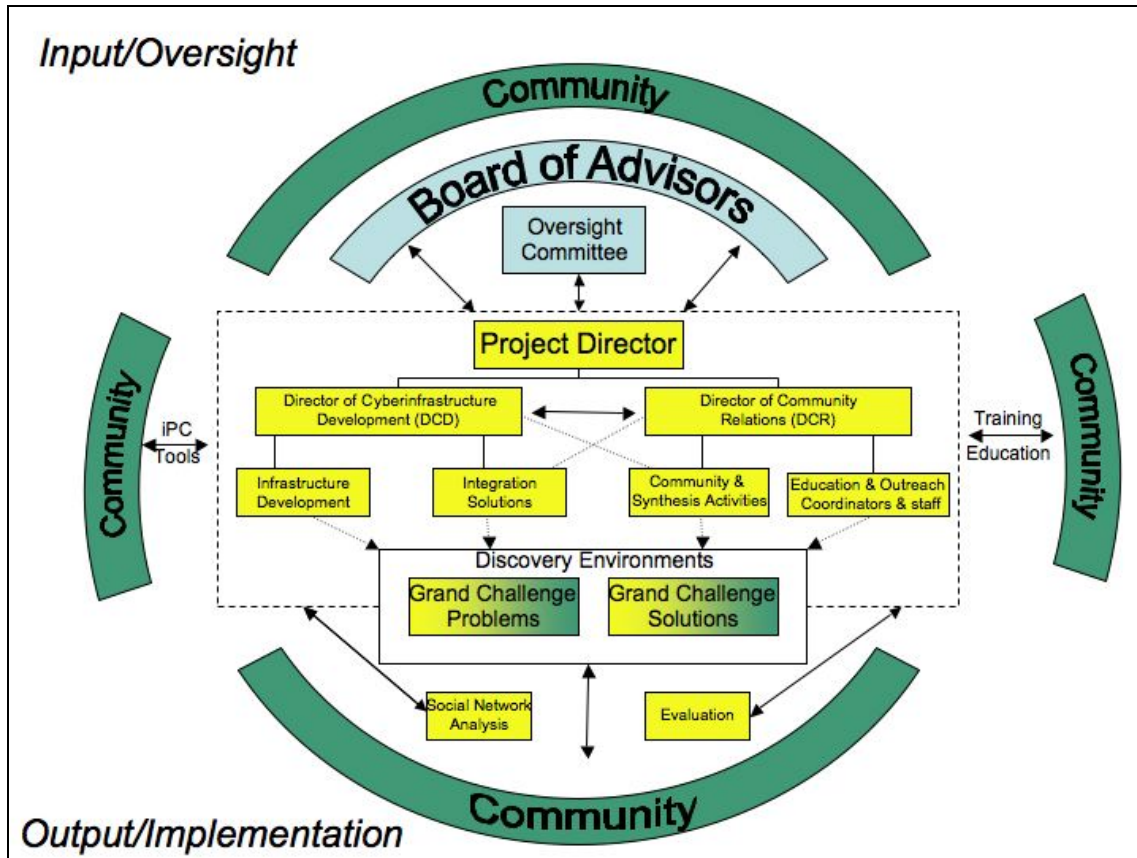 Input/Oversight
Community
Board of Advisors
Oversight
Committee
Project Director
Director of Cyberinfrastructure
Development (DCD)
Director of Community
Relations (DCR)
Community
iPC
Tools
Training
Education
Community
Infrastructure
Development
Integration
Solutions
Community &
Synthesis Activities
Education & Outreach
Coordinators & staff
Discovery Environments
Grand Challenge
Problems
Grand Challenge
Solutions
Social Network
Analysis
Evaluation
Community
Output/Implementation